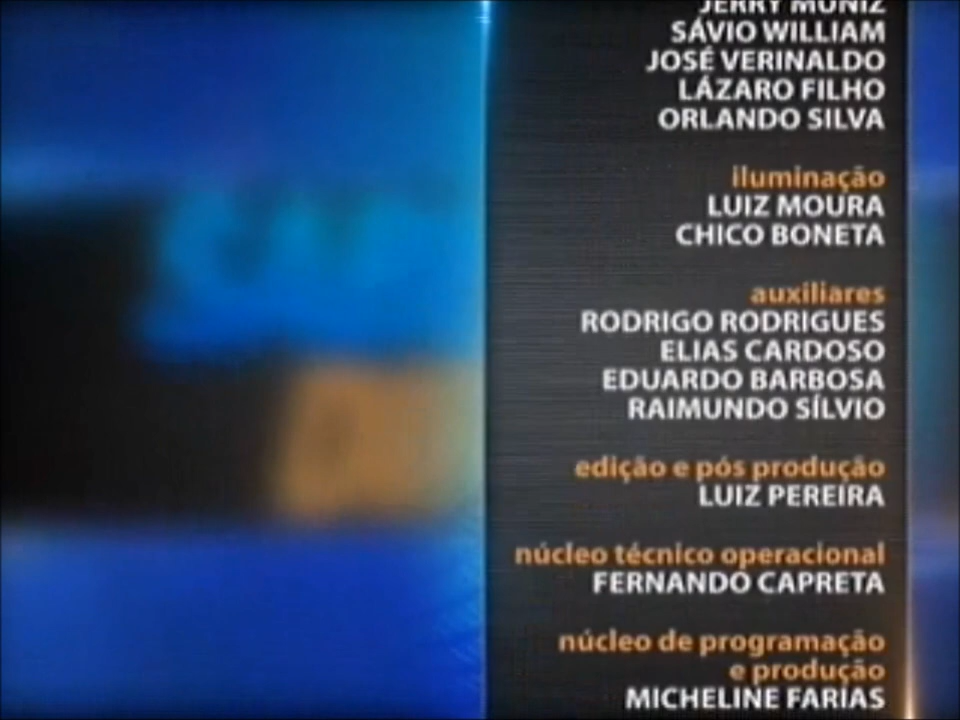 JERRY MUNIZ
SÁVIO WILLIAM
JOSÉ VERINALDO
LÁZARO FILHO
ORLANDO SILVA
iluminação
LUIZ MOURA
CHICO BONETA
auxiliares
RODRIGO RODRIGUES
ELIAS CARDOSO
EDUARDO BARBOSA
RAIMUNDO SÍLVIO
edição e pós produção
LUIZ PEREIRA
núcleo técnico operacional
FERNANDO CAPRETA
núcleo de programação
e produção
MICHELINE FARIAS